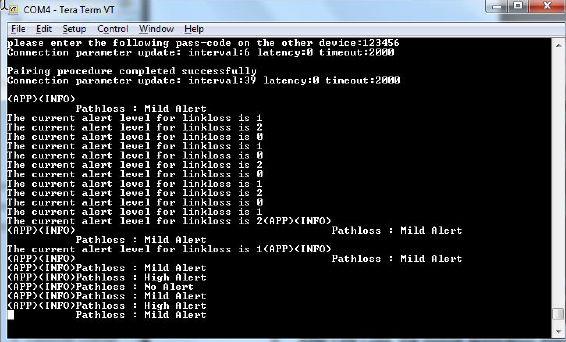 COM4 - Tera Term VT
File Edit Setup Control Window Help
please enter the following pass-code on the other device:123456
Connection parameter update: interval:6 latency:0 timeout:2000
Pairing procedure completed successfully
Connection parameter update: interval:39 latency:0 timeout:2000
(APP)(INFO)
Pathloss : Mild Alert
The current alert level for linkloss is 1
The current alert level for linkloss is 2
The current alert level for linkloss is 0
The current alert level for linkloss is 1
The current alert level for linkloss is 0
The current alert level for linkloss is 2
The current alert level for linkloss is 0
The current alert level for linkloss is 1
The current alert level for linkloss is 2
The current alert level for linkloss is 0
The current alert level for linkloss is 1
The current alert level for linkloss is 2(APP)(INFO)
(APP)(INFO) Pathloss : Mild Alert
Pathloss : Mild Alert
The current alert level for linkloss is 1(APP)(INFO)
(APP)(INFO) Pathloss : Mild Alert
(APP)(INFO)Pathloss : Mild Alert
(APP)(INFO)Pathloss : High Alert
(APP)(INFO)Pathloss : No Alert
(APP)(INFO)Pathloss : Mild Alert
(APP)(INFO)Pathloss : High Alert
Pathloss : Mild Alert